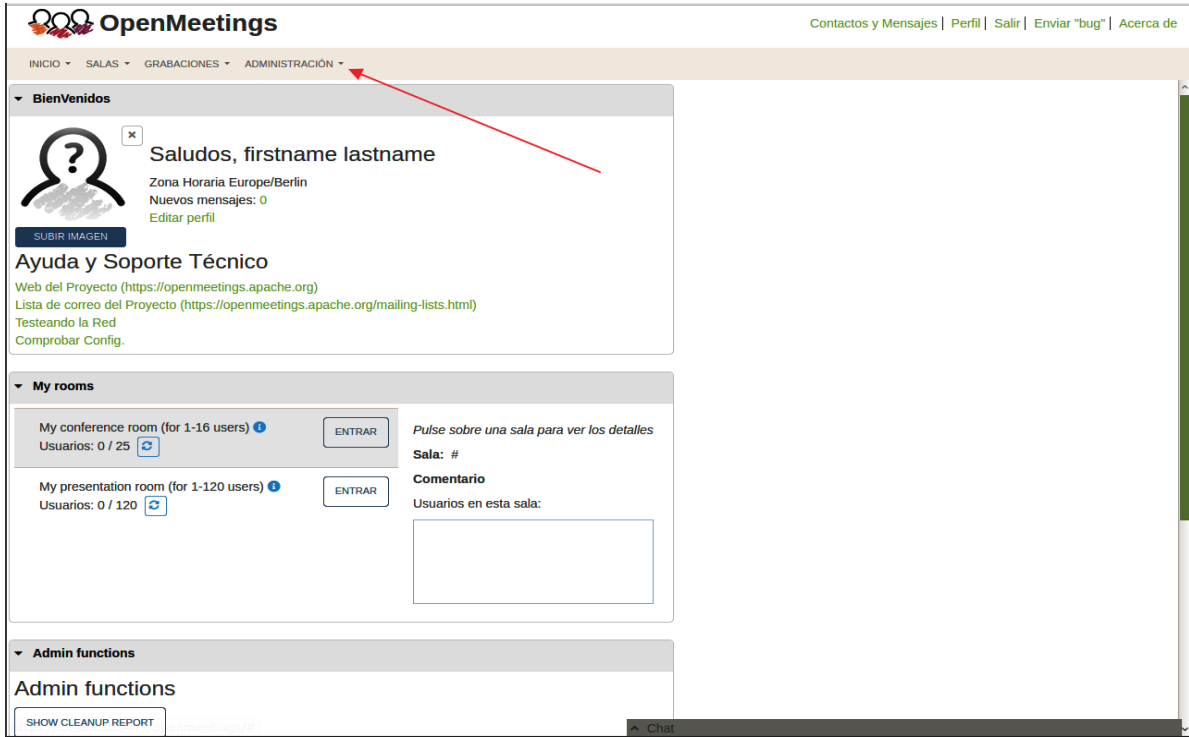 OpenMeetings
Contactos y Mensajes | Perfil | Salir | Enviar "bug" | Acerca de
INICIO SALAS GRABACIONES ADMINISTRACIÓN
BienVenidos
?
Saludos, firstname lastname
Zona Horaria Europe/Berlin
Nuevos mensajes: 0
Editar perfil
SUBIR IMAGEN
Ayuda y Soporte Técnico
Web del Proyecto (https://openmeetings.apache.org)
Lista de correo del Proyecto (https://openmeetings.apache.org/mailing-lists.html)
Testeando la Red
Comprobar Config.
My rooms
My conference room (for 1-16 users)
Usuarios: 0 / 25
ENTRAR
My presentation room (for 1-120 users)
Usuarios: 0 / 120
ENTRAR
Pulse sobre una sala para ver los detalles
Sala: #
Comentario
Usuarios en esta sala:
Admin functions
Admin functions
SHOW CLEANUP REPORT
Chat